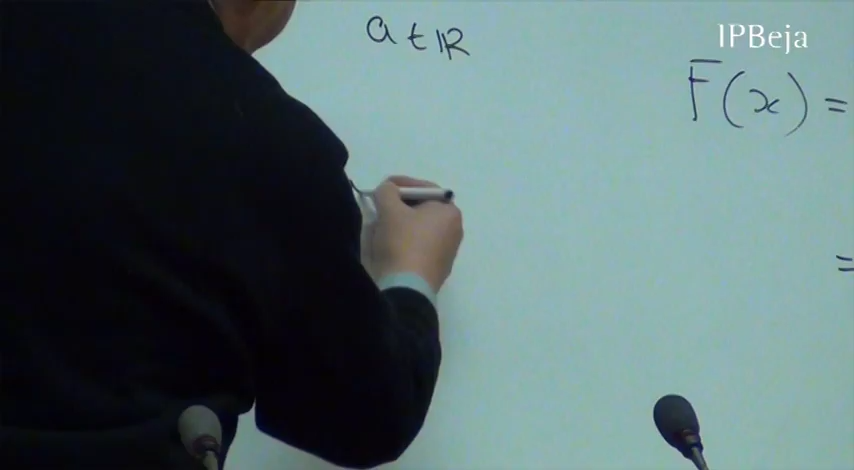 IPBeja
a ∈ ℝ
F(x) =
=